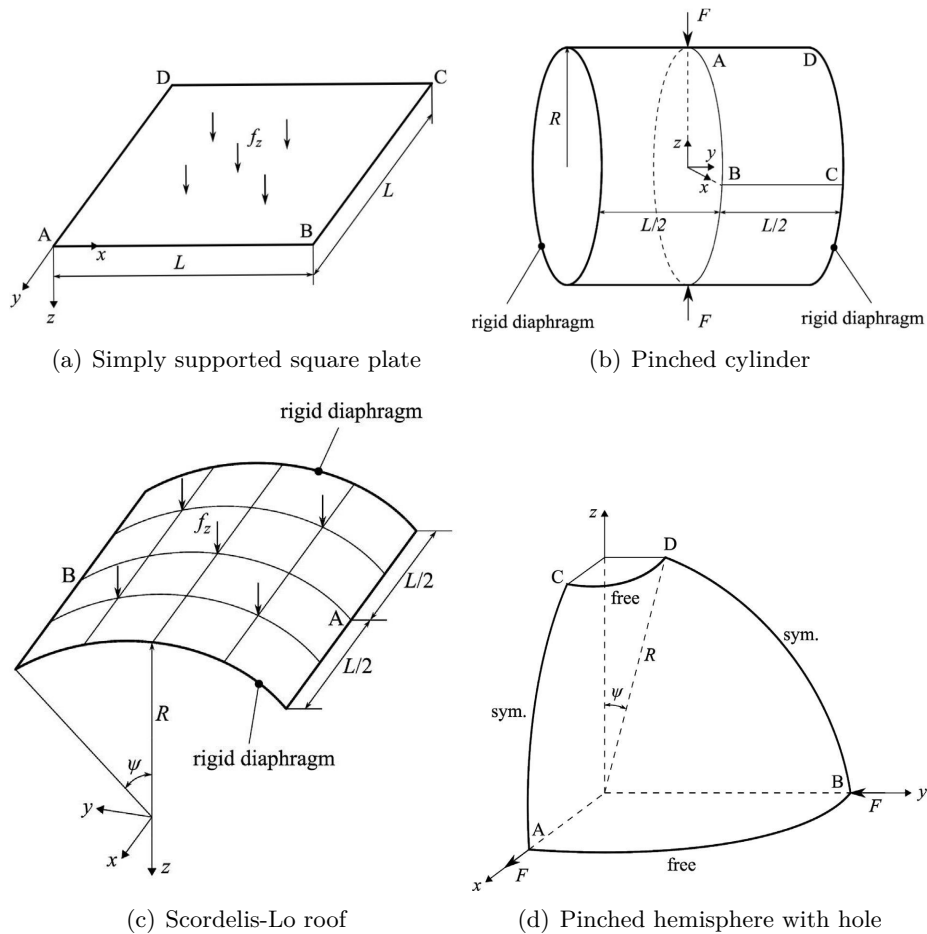 D
C
f_z
L
A
B
x
L
y
z
(a) Simply supported square plate
F
A
D
R
z
y
B
C
x
L/2
L/2
rigid diaphragm
F
rigid diaphragm
(b) Pinched cylinder
rigid diaphragm
f_z
B
L/2
A
L/2
R
rigid diaphragm
ψ
y
x
z
(c) Scordelis-Lo roof
z
D
C
free
sym.
R
sym.
ψ
B
F
y
A
F
x
free
(d) Pinched hemisphere with hole